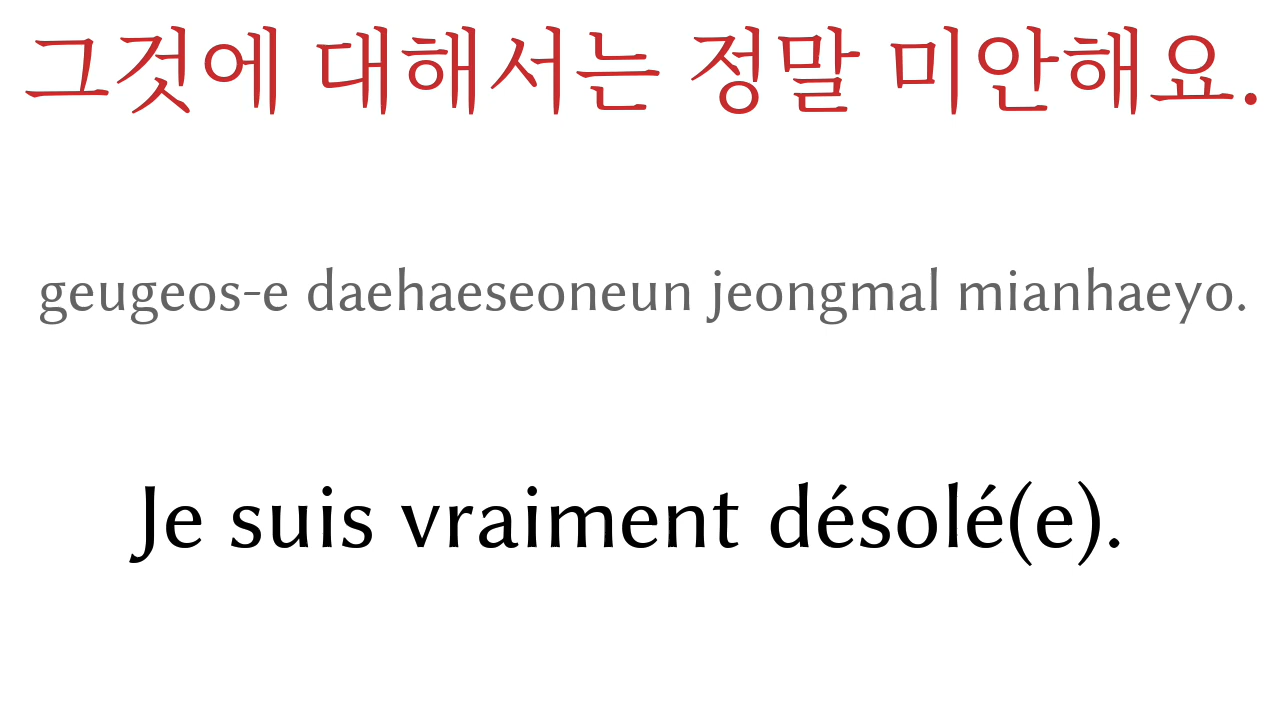 그것에 대해서는 정말 미안해요.
geugeos-e daehaeseoneun jeongmal mianhaeyo.
Je suis vraiment désolé(e).